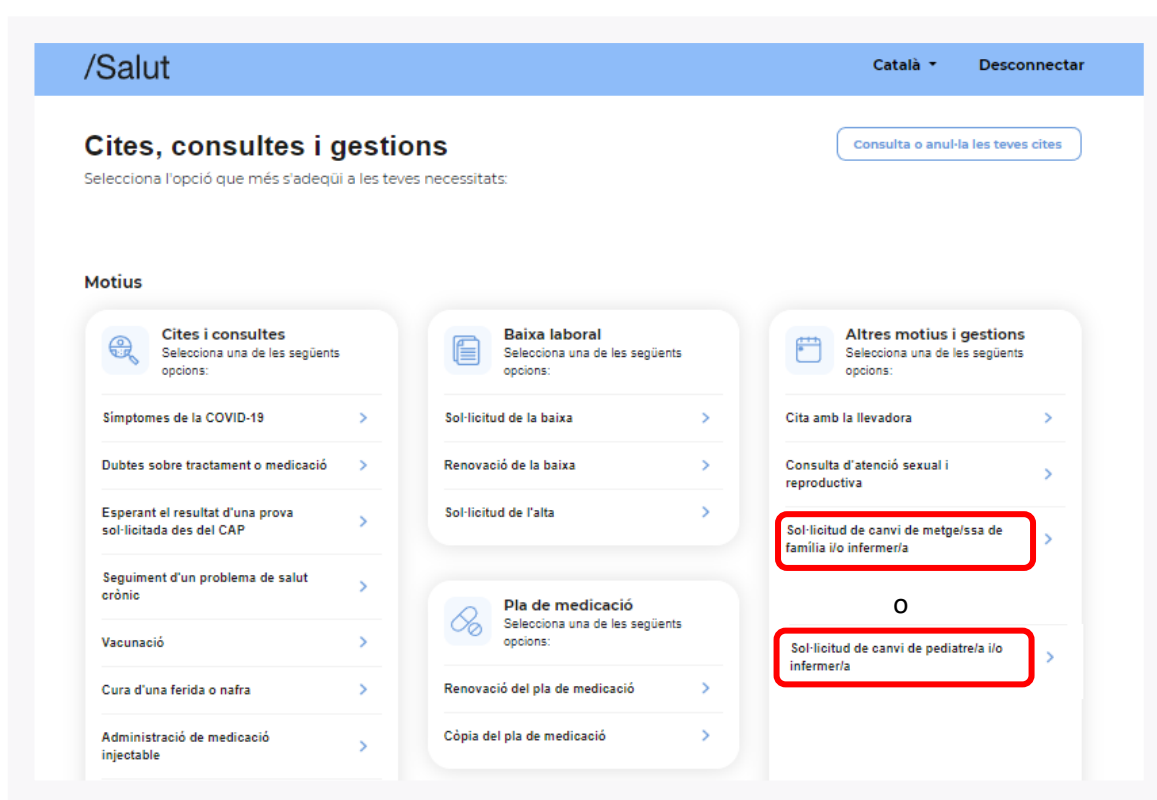 /Salut
Català
Desconnectar
Cites, consultes i gestions
Consulta o anul·la les teves cites
Selecciona l'opció que més s'adeqüi a les teves necessitats:
Motius
Cites i consultes
Selecciona una de les següents
opcions:
Símptomes de la COVID-19
Dubtes sobre tractament o medicació
Esperant el resultat d'una prova
sol·licitada des del CAP
Seguiment d'un problema de salut
crònic
Vacunació
Cura d'una ferida o nafra
Administració de medicació
injectable
Baixa laboral
Selecciona una de les següents
opcions:
Sol·licitud de la baixa
Renovació de la baixa
Sol·licitud de l'alta
Pla de medicació
Selecciona una de les següents
opcions:
Renovació del pla de medicació
Còpia del pla de medicació
Altres motius i gestions
Selecciona una de les següents
opcions:
Cita amb la llevadora
Consulta d'atenció sexual i
reproductiva
Sol·licitud de canvi de metge/ssa de
família i/o infermer/a
O
Sol·licitud de canvi de pediatre/a i/o
infermer/a